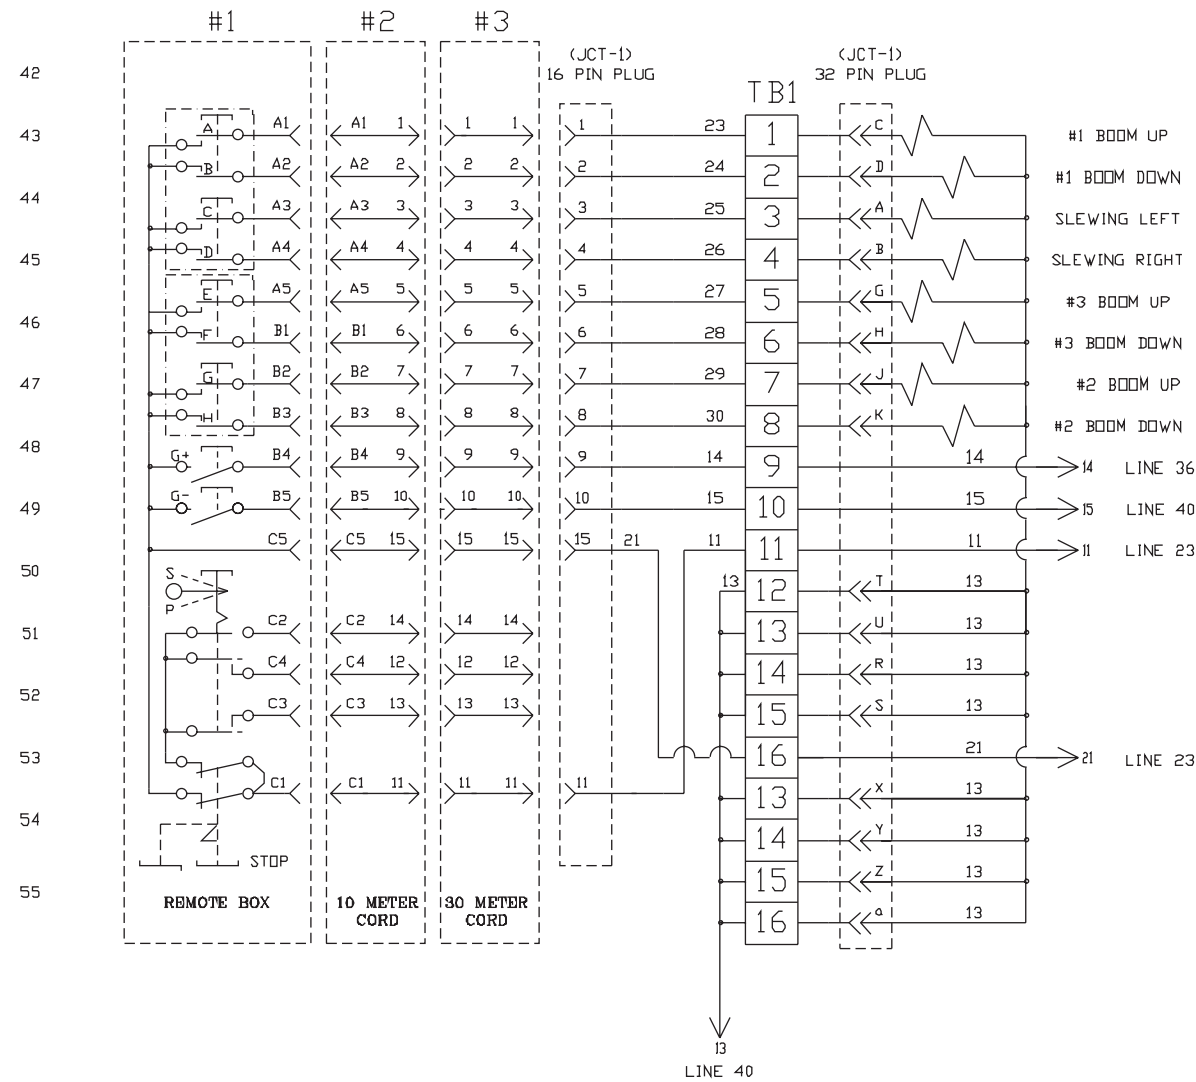 #1 #2 #3
(JCT-1) (JCT-1)
42 16 PIN PLUG 32 PIN PLUG
TB1
A A1 A1 1 1 1 1 23 1 C
43 #1 BOOM UP
B A2 A2 2 2 2 2 24 2 D #1 BOOM DOWN
44
C A3 A3 3 3 3 3 25 3 A SLEWING LEFT
45 D A4 A4 4 4 4 4 26 4 B SLEWING RIGHT
E A5 A5 5 5 5 5 27 5 G #3 BOOM UP
46
F B1 B1 6 6 6 6 28 6 H #3 BOOM DOWN
47 G B2 B2 7 7 7 7 29 7 J #2 BOOM UP
H B3 B3 8 8 8 8 30 8 K #2 BOOM DOWN
48
G+ B4 B4 9 9 9 9 14 9 14 14 LINE 36
49 G- B5 B5 10 10 10 10 15 10 15 15 LINE 40
C5 C5 15 15 15 15 21 11 11 11 11 LINE 23
50
S
P
13 12 T 13
51 C2 C2 14 14 14 13 U 13
C4 C4 12 12 12 14 R 13
52
C3 C3 13 13 13 15 S 13
53 16 21 21 LINE 23
C1 C1 11 11 11 11 13 X 13
54
14 Y 13
STOP
15 Z 13
55
REMOTE BOX 10 METER 30 METER
CORD CORD
16 a 13
13
LINE 40